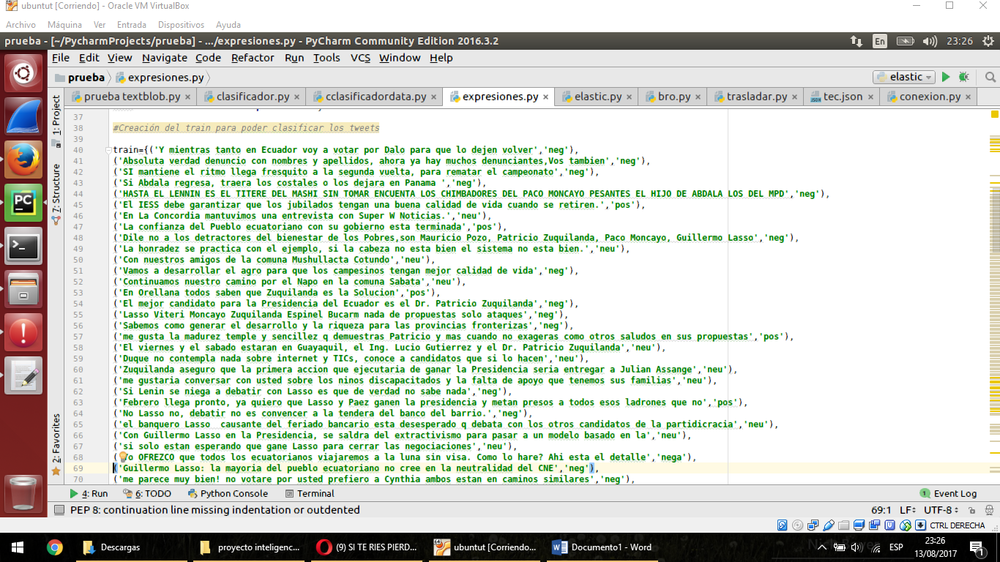 ubuntut [Corriendo] - Oracle VM VirtualBox
Archivo Máquina Ver Entrada Dispositivos Ayuda
prueba - [~/PycharmProjects/prueba] - .../expresiones.py - PyCharm Community Edition 2016.3.2 En 23:26
File Edit View Navigate Code Refactor Run Tools VCS Window Help
prueba expresiones.py elastic
prueba textblob.py clasificador.py cclasificadordata.py expresiones.py elastic.py bro.py trasladar.py tec.json conexion.py
1: Project
7: Structure
2: Favorites
37
38 #Creación del train para poder clasificar los tweets
39
40 train={('Y mientras tanto en Ecuador voy a votar por Dalo para que lo dejen volver','neg'),
41 ('Absoluta verdad denuncio con nombres y apellidos, ahora ya hay muchos denunciantes,Vos tambien','neg'),
42 ('SI mantiene el ritmo llega fresquito a la segunda vuelta, para rematar el campeonato','neg'),
43 ('Si Abdala regresa, traera los costales o los dejara en Panama ','neg'),
44 ('HASTA EL LENNIN ES EL TITERE DEL MASHI SIN TOMAR ENCUENTA LOS CHIMBADORES DEL PACO MONCAYO PESANTES EL HIJO DE ABDALA LOS DEL MPD','neg'),
45 ('El IESS debe garantizar que los jubilados tengan una buena calidad de vida cuando se retiren.','pos'),
46 ('En La Concordia mantuvimos una entrevista con Super W Noticias.','neu'),
47 ('La confianza del Pueblo ecuatoriano con su gobierno esta terminada','pos'),
48 ('Dile no a los detractores del bienestar de los Pobres,son Mauricio Pozo, Patricio Zuquilanda, Paco Moncayo, Guillermo Lasso','neg'),
49 ('La honradez se practica con el ejemplo, si la cabeza no esta bien el sistema no esta bien.','neu'),
50 ('Con nuestros amigos de la comuna Mushullacta Cotundo','neu'),
51 ('Vamos a desarrollar el agro para que los campesinos tengan mejor calidad de vida','neg'),
52 ('Continuamos nuestro camino por el Napo en la comuna Sabata','neu'),
53 ('En Orellana todos saben que Zuquilanda es la Solucion','pos'),
54 ('El mejor candidato para la Presidencia del Ecuador es el Dr. Patricio Zuquilanda','neg'),
55 ('Lasso Viteri Moncayo Zuquilanda Espinel Bucarm nada de propuestas solo ataques','neg'),
56 ('Sabemos como generar el desarrollo y la riqueza para las provincias fronterizas','neg'),
57 ('me gusta la madurez temple y sencillez q demuestras Patricio y mas cuando no exageras como otros saludos en sus propuestas','pos'),
58 ('El viernes y el sabado estaran en Guayaquil, el Ing. Lucio Gutierrez y el Dr. Patricio Zuquilanda','neu'),
59 ('Duque no contempla nada sobre internet y TICs, conoce a candidatos que si lo hacen','neu'),
60 ('Zuquilanda aseguro que la primera accion que ejecutaria de ganar la Presidencia seria entregar a Julian Assange','neu'),
61 ('me gustaria conversar con usted sobre los ninos discapacitados y la falta de apoyo que tenemos sus familias','neu'),
62 ('Si Lenin se niega a debatir con Lasso es que de verdad no sabe nada','neg'),
63 ('Febrero llega pronto, ya quiero que Lasso y Paez ganen la presidencia y metan presos a todos esos ladrones que no','pos'),
64 ('No Lasso no, debatir no es convencer a la tendera del banco del barrio.','neg'),
65 ('el banquero Lasso  causante del feriado bancario esta desesperado q debata con los otros candidatos de la partidicracia','neu'),
66 ('Con Guillermo Lasso en la Presidencia, se saldra del extractivismo para pasar a un modelo basado en la','neu'),
67 ('si solo estan esperando que gane Lasso para cerrar las negociaciones','neu'),
68 ( o OFREZCO que todos los ecuatorianos viajaremos a la luna sin visa. Como lo hare? Ahi esta el detalle','nega'),
69 ('Guillermo Lasso: la mayoria del pueblo ecuatoriano no cree en la neutralidad del CNE','neg'),
70 ('me parece muy bien! no votare por usted prefiero a Cynthia ambos estan en caminos similares','neg'),
4: Run 6: TODO Python Console Terminal 1 Event Log
PEP 8: continuation line missing indentation or outdented 69:1 LF UTF-8
CTRL DERECHA
Descargas proyecto inteligenc... (9) SI TE RIES PIERD... ubuntut [Corriendo... Documento1 - Word ESP 23:26
13/08/2017 1